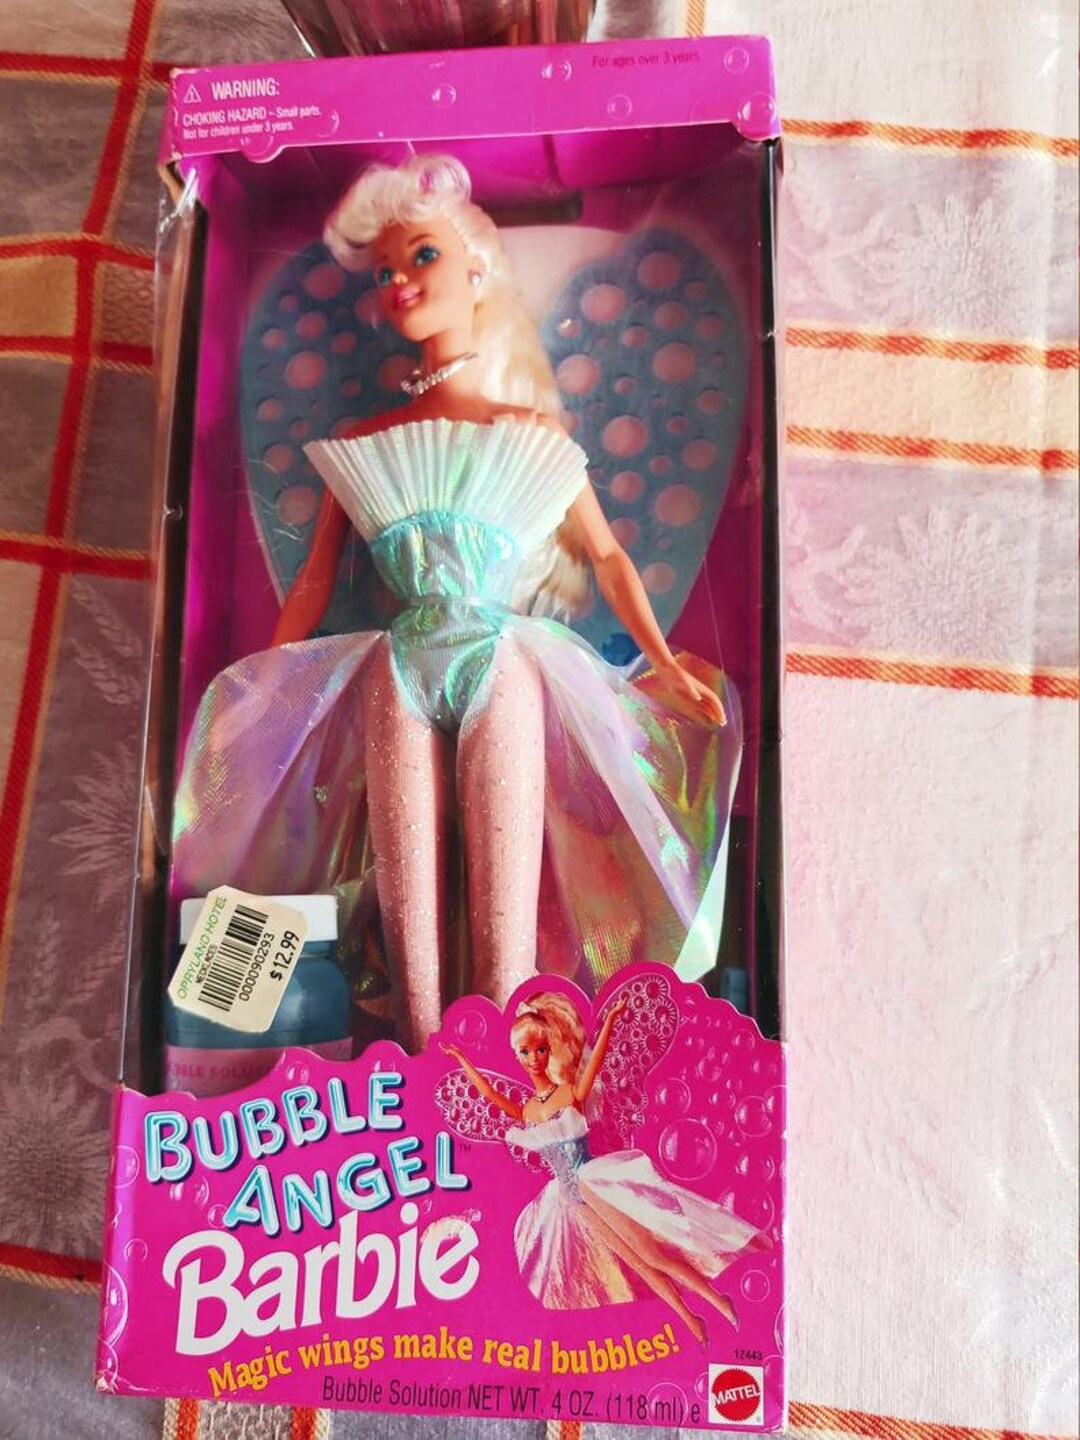 WARNING:
CHOKING HAZARD – Small parts.
Not for children under 3 years.
For ages over 3 years.
OPRYLAND HOTEL
000090293
$12.99
BUBBLE
ANGEL™
Barbie
Magic wings make real bubbles!
Bubble Solution NET WT. 4 OZ. (118 ml) e
12443
MATTEL